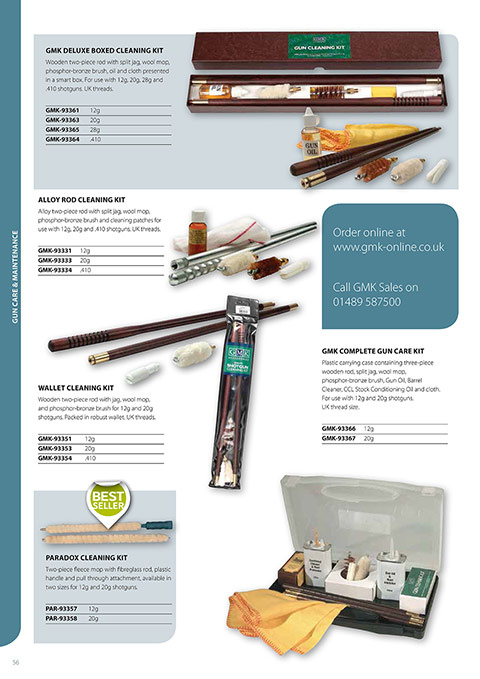 GMK DELUXE BOXED CLEANING KIT
Wooden two-piece rod with split jag, wool mop,
phosphor-bronze brush, oil and cloth presented
in a smart box. For use with 12g, 20g, 28g and
.410 shotguns. UK threads.
GMK-93361 12g
GMK-93363 20g
GMK-93365 28g
GMK-93364 .410
GMK
GUN CLEANING KIT
GUN
OIL
ALLOY ROD CLEANING KIT
Alloy two-piece rod with split jag, wool mop,
phosphor-bronze brush and cleaning patches for
use with 12g, 20g and .410 shotguns. UK threads.
GMK-93331 12g
GMK-93333 20g
GMK-93334 .410
Order online at
www.gmk-online.co.uk
Call GMK Sales on
01489 587500
GUN CARE & MAINTENANCE
GMK
SHOTGUN
CLEANING KIT
WALLET CLEANING KIT
Wooden two-piece rod with jag, wool mop,
and phosphor-bronze brush for 12g and 20g
shotguns. Packed in robust wallet. UK threads.
GMK-93351 12g
GMK-93353 20g
GMK-93354 .410
GMK COMPLETE GUN CARE KIT
Plastic carrying case containing three-piece
wooden rod, split jag, wool mop,
phosphor-bronze brush, Gun Oil, Barrel
Cleaner, CCL Stock Conditioning Oil and cloth.
For use with 12g and 20g shotguns.
UK thread size.
GMK-93366 12g
GMK-93367 20g
BEST
SELLER
PARADOX CLEANING KIT
Two-piece fleece mop with fibreglass rod, plastic
handle and pull through attachment, available in
two sizes for 12g and 20g shotguns.
PAR-93357 12g
PAR-93358 20g
56